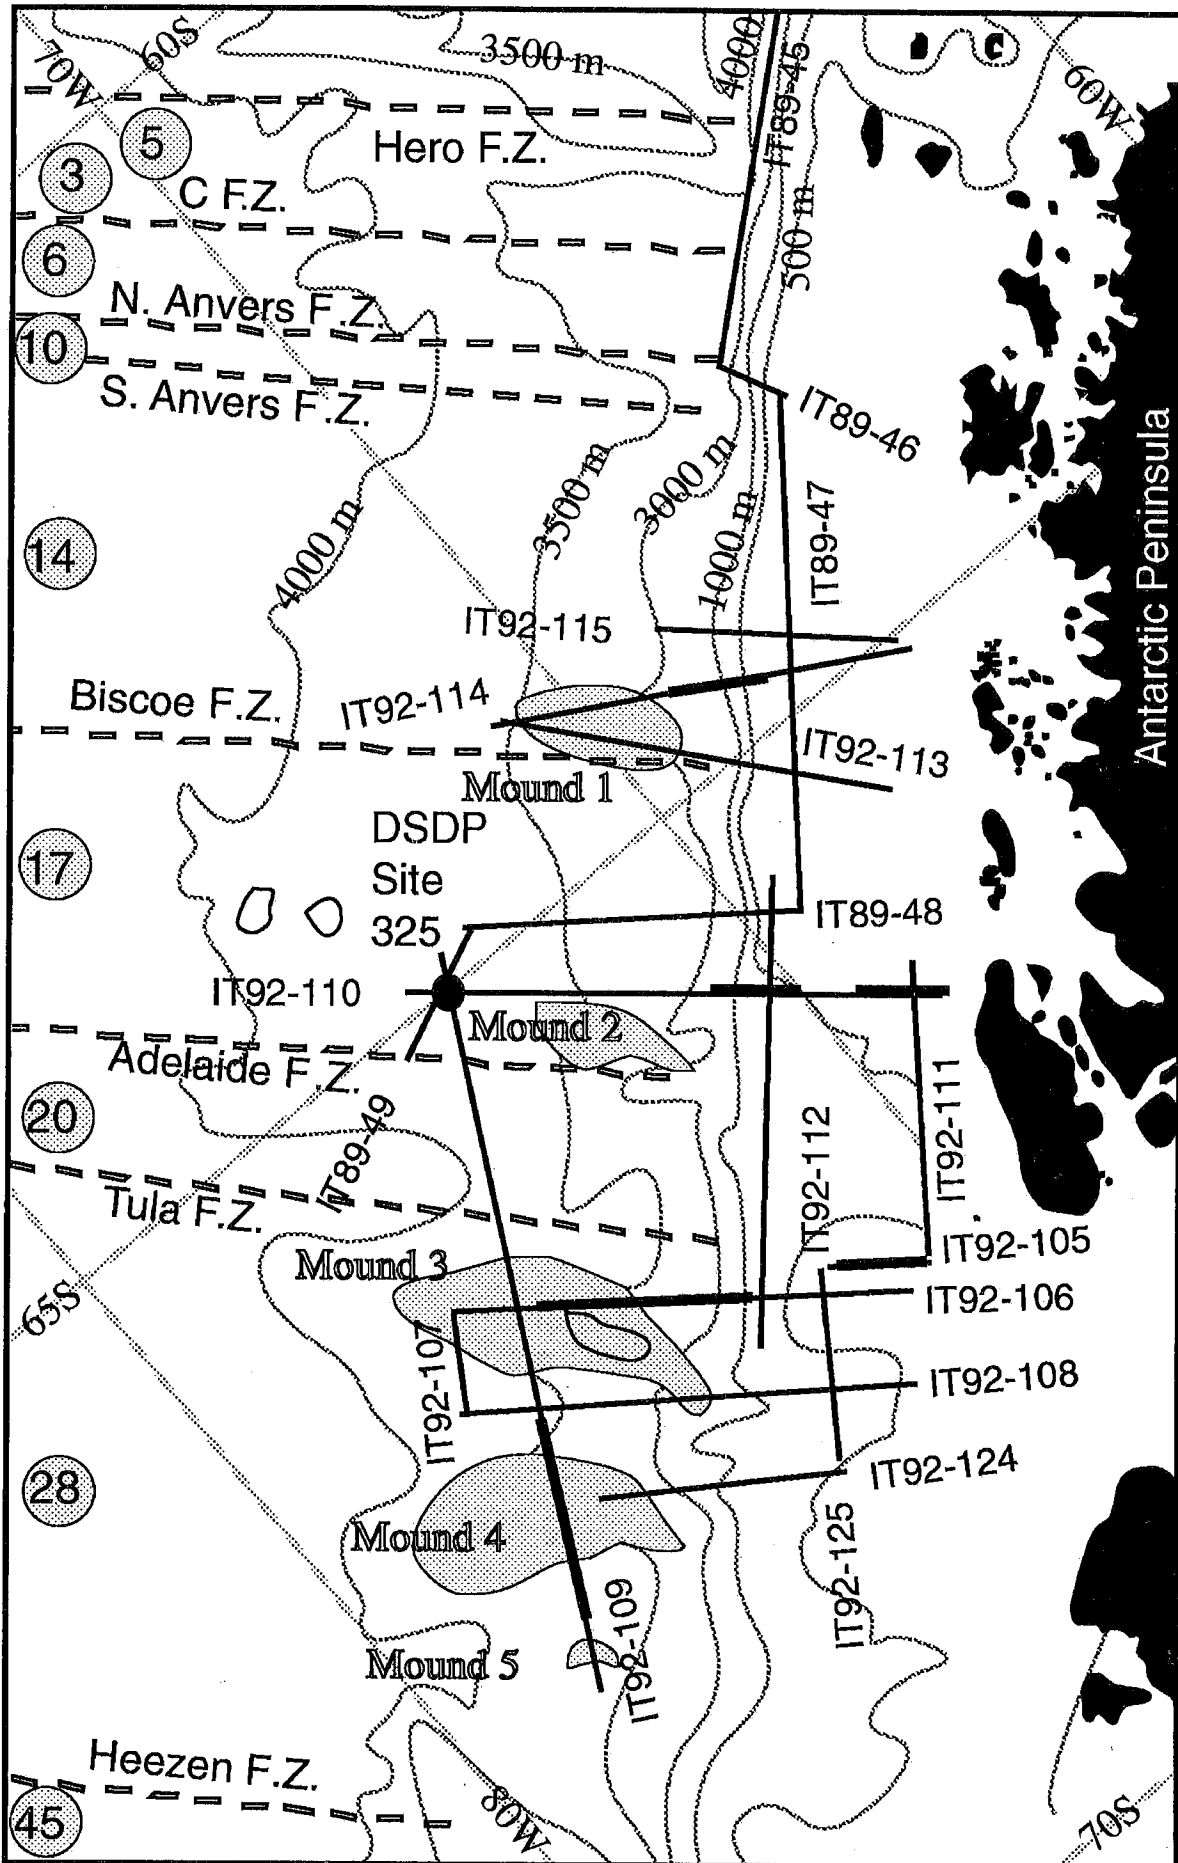 60S
70W
3500 m
4000
IT89-45
60W
5
Hero F.Z.
3
C F.Z.
6
500 m
N. Anvers F.Z.
10
S. Anvers F.Z.
IT89-46
Antarctic Peninsula
3500 m
3000 m
4000 m
1000 m
IT89-47
14
IT92-115
Biscoe F.Z.
IT92-114
IT92-113
Mound 1
DSDP
Site
325
17
IT89-48
IT92-110
Mound 2
Adelaide F.Z.
20
IT89-49
IT92-112
IT92-111
Tula F.Z.
IT92-105
Mound 3
65S
IT92-106
IT92-107
IT92-108
28
IT92-124
Mound 4
IT92-125
IT92-109
Mound 5
Heezen F.Z.
45
80W
70S